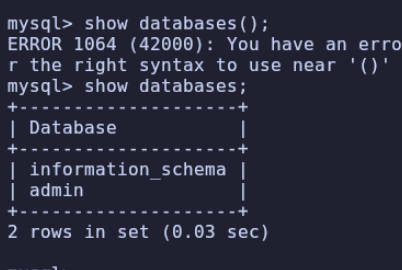 mysql> show databases();
ERROR 1064 (42000): You have an erro
r the right syntax to use near '()'
mysql> show databases;
+--------------------+
| Database           |
+--------------------+
| information_schema |
| admin              |
+--------------------+
2 rows in set (0.03 sec)
mysql>